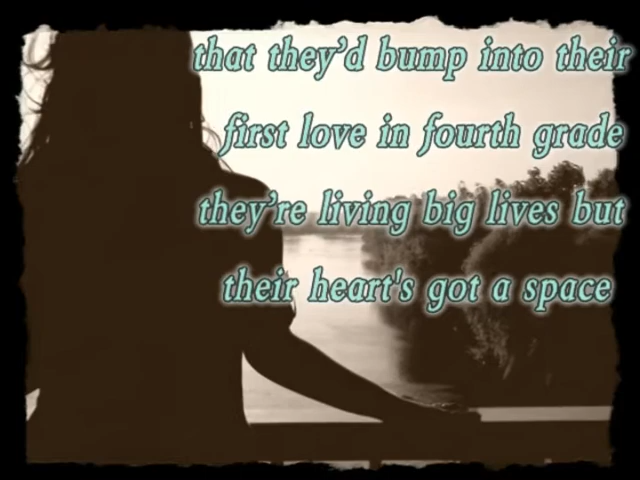 that they’d bump into their
first love in fourth grade
they’re living big lives but
their heart's got a space